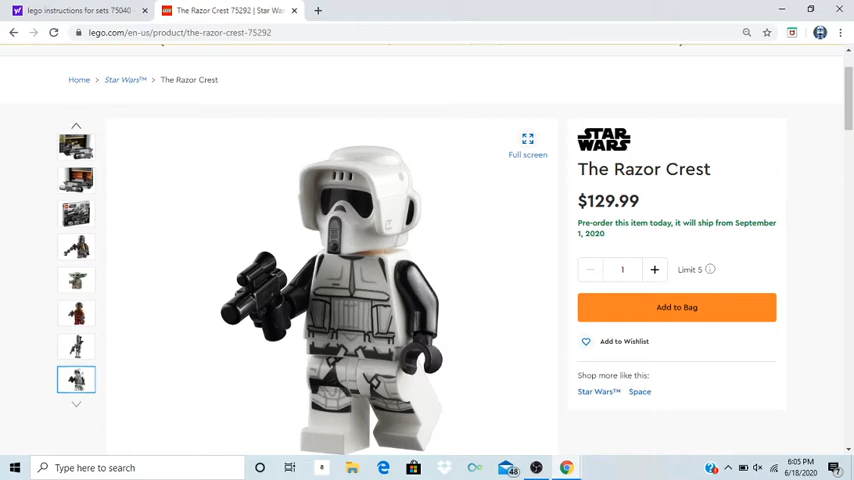 lego instructions for sets 75040
The Razor Crest 75292 | Star War
lego.com/en-us/product/the-razor-crest-75292
Home > Star Wars™ > The Razor Crest
Full screen
STAR
WARS
The Razor Crest
$129.99
Pre-order this item today, it will ship from September
1, 2020
1
Limit 5
Add to Bag
Add to Wishlist
Shop more like this:
Star Wars™ Space
Type here to search
a
48
6:05 PM
6/18/2020
7